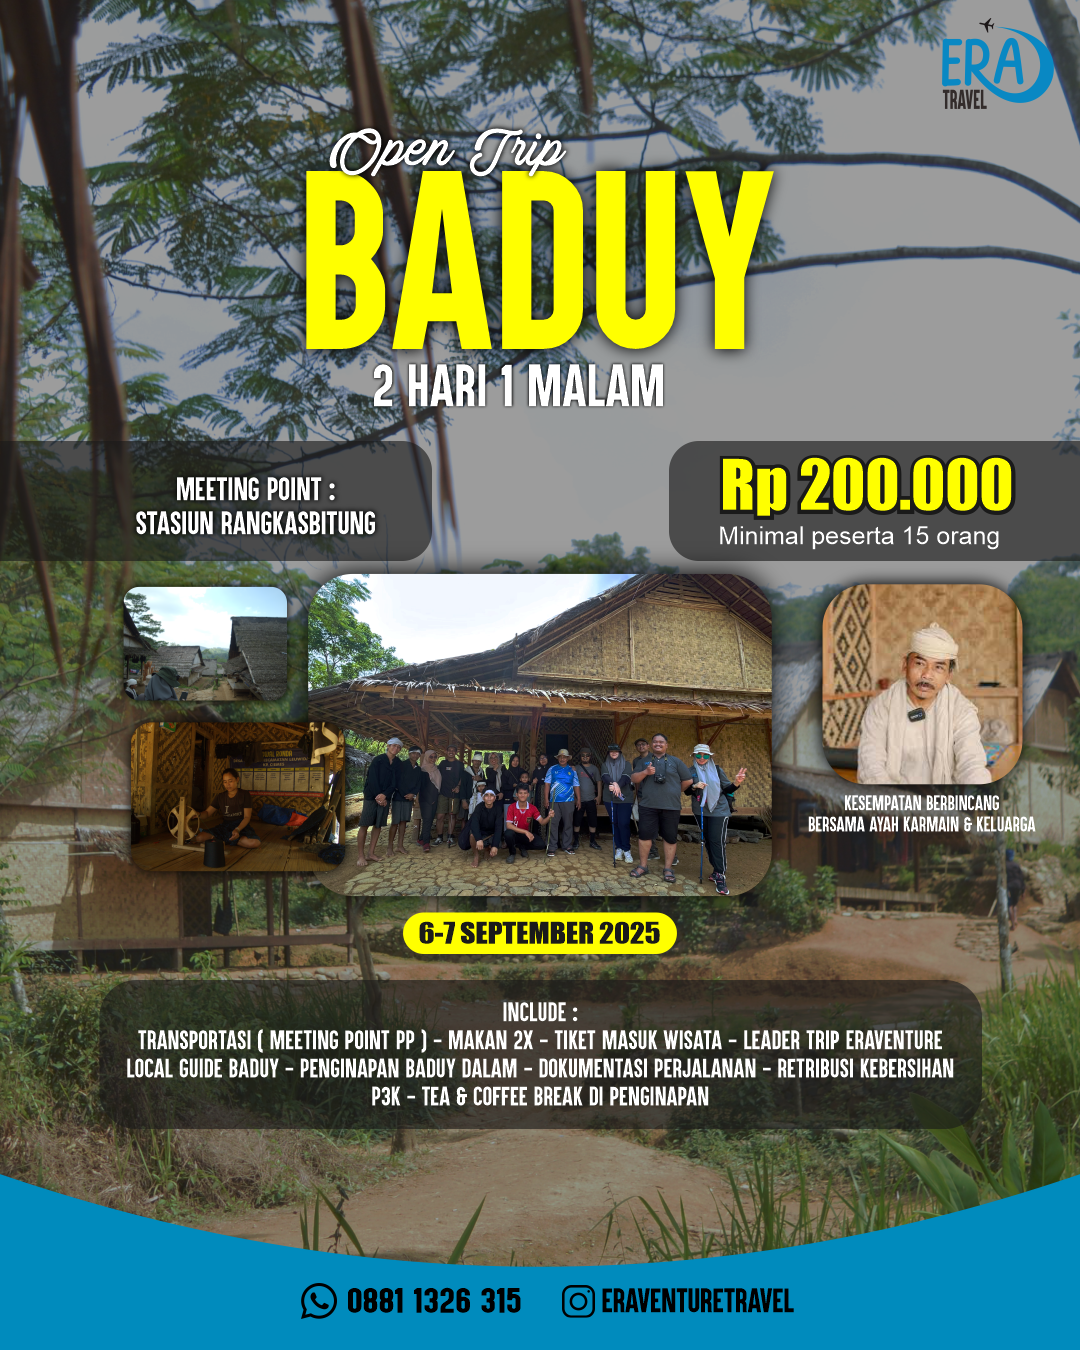 ERA
TRAVEL
Open Trip
BADUY
2 HARI 1 MALAM
MEETING POINT :
STASIUN RANGKASBITUNG
Rp 200.000
Minimal peserta 15 orang
KESEMPATAN BERBINCANG
BERSAMA AYAH KARMAIN & KELUARGA
6-7 SEPTEMBER 2025
INCLUDE :
TRANSPORTASI ( MEETING POINT PP ) - MAKAN 2X - TIKET MASUK WISATA - LEADER TRIP ERAVENTURE
LOCAL GUIDE BADUY - PENGINAPAN BADUY DALAM - DOKUMENTASI PERJALANAN - RETRIBUSI KEBERSIHAN
P3K - TEA & COFFEE BREAK DI PENGINAPAN
0881 1326 315
ERAVENTURETRAVEL